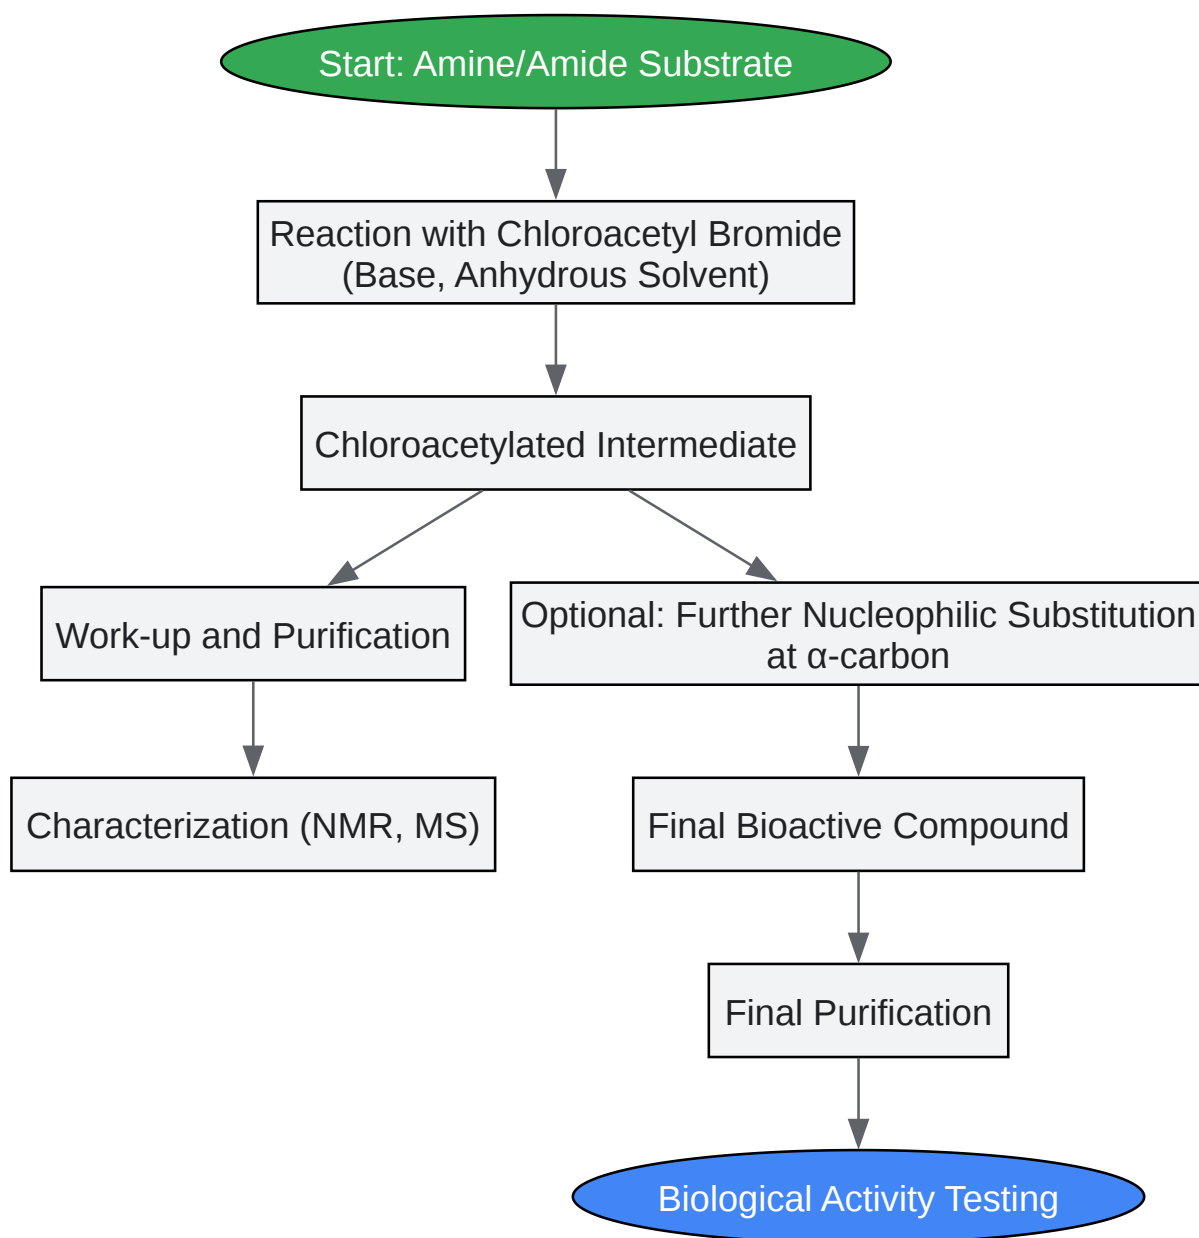 Start: Amine/Amide Substrate
Reaction with Chloroacetyl Bromide
(Base, Anhydrous Solvent)
Chloroacetylated Intermediate
Work-up and Purification
Optional: Further Nucleophilic Substitution
at α-carbon
Characterization (NMR, MS)
Final Bioactive Compound
Final Purification
Biological Activity Testing